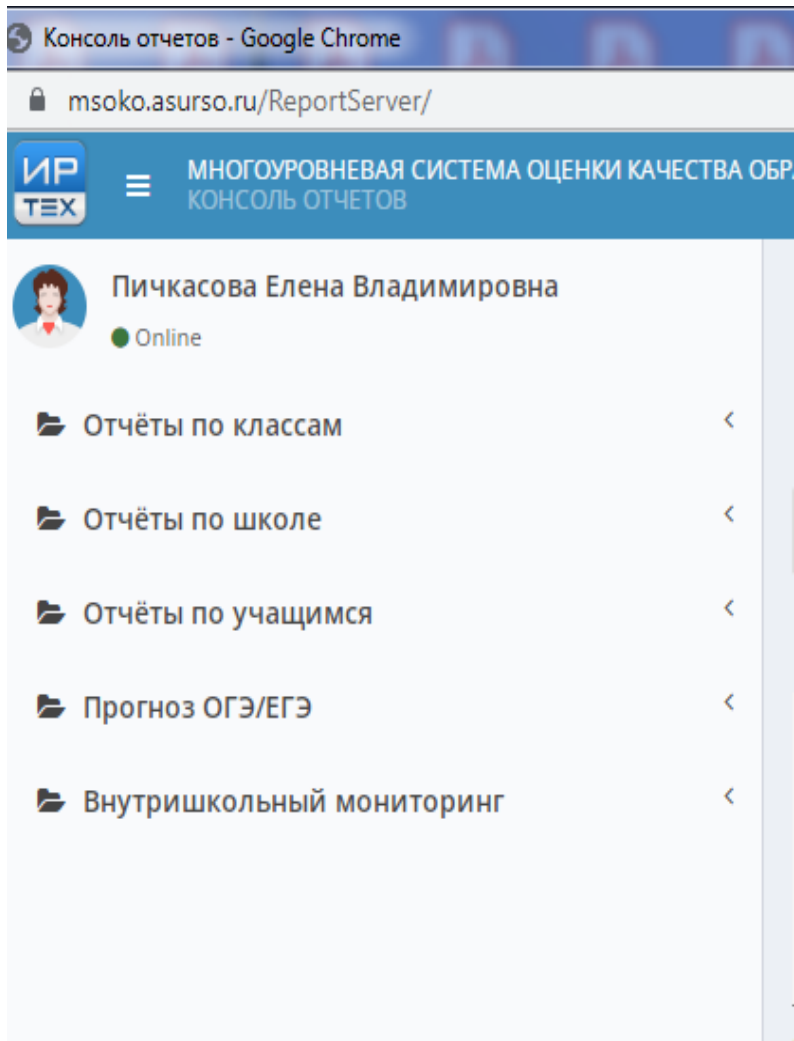 Консоль отчетов - Google Chrome
msoko.asurso.ru/ReportServer/
ИР
ТЕХ
МНОГОУРОВНЕВАЯ СИСТЕМА ОЦЕНКИ КАЧЕСТВА ОБР
КОНСОЛЬ ОТЧЕТОВ
Пичкасова Елена Владимировна
Online
Отчёты по классам
Отчёты по школе
Отчёты по учащимся
Прогноз ОГЭ/ЕГЭ
Внутришкольный мониторинг